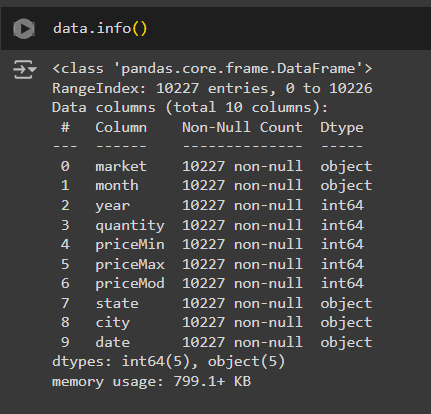 data.info()
<class 'pandas.core.frame.DataFrame'>
RangeIndex: 10227 entries, 0 to 10226
Data columns (total 10 columns):
 #   Column    Non-Null Count  Dtype
---  ------    --------------  -----
 0   market    10227 non-null  object
 1   month     10227 non-null  object
 2   year      10227 non-null  int64
 3   quantity  10227 non-null  int64
 4   priceMin  10227 non-null  int64
 5   priceMax  10227 non-null  int64
 6   priceMod  10227 non-null  int64
 7   state     10227 non-null  object
 8   city      10227 non-null  object
 9   date      10227 non-null  object
dtypes: int64(5), object(5)
memory usage: 799.1+ KB